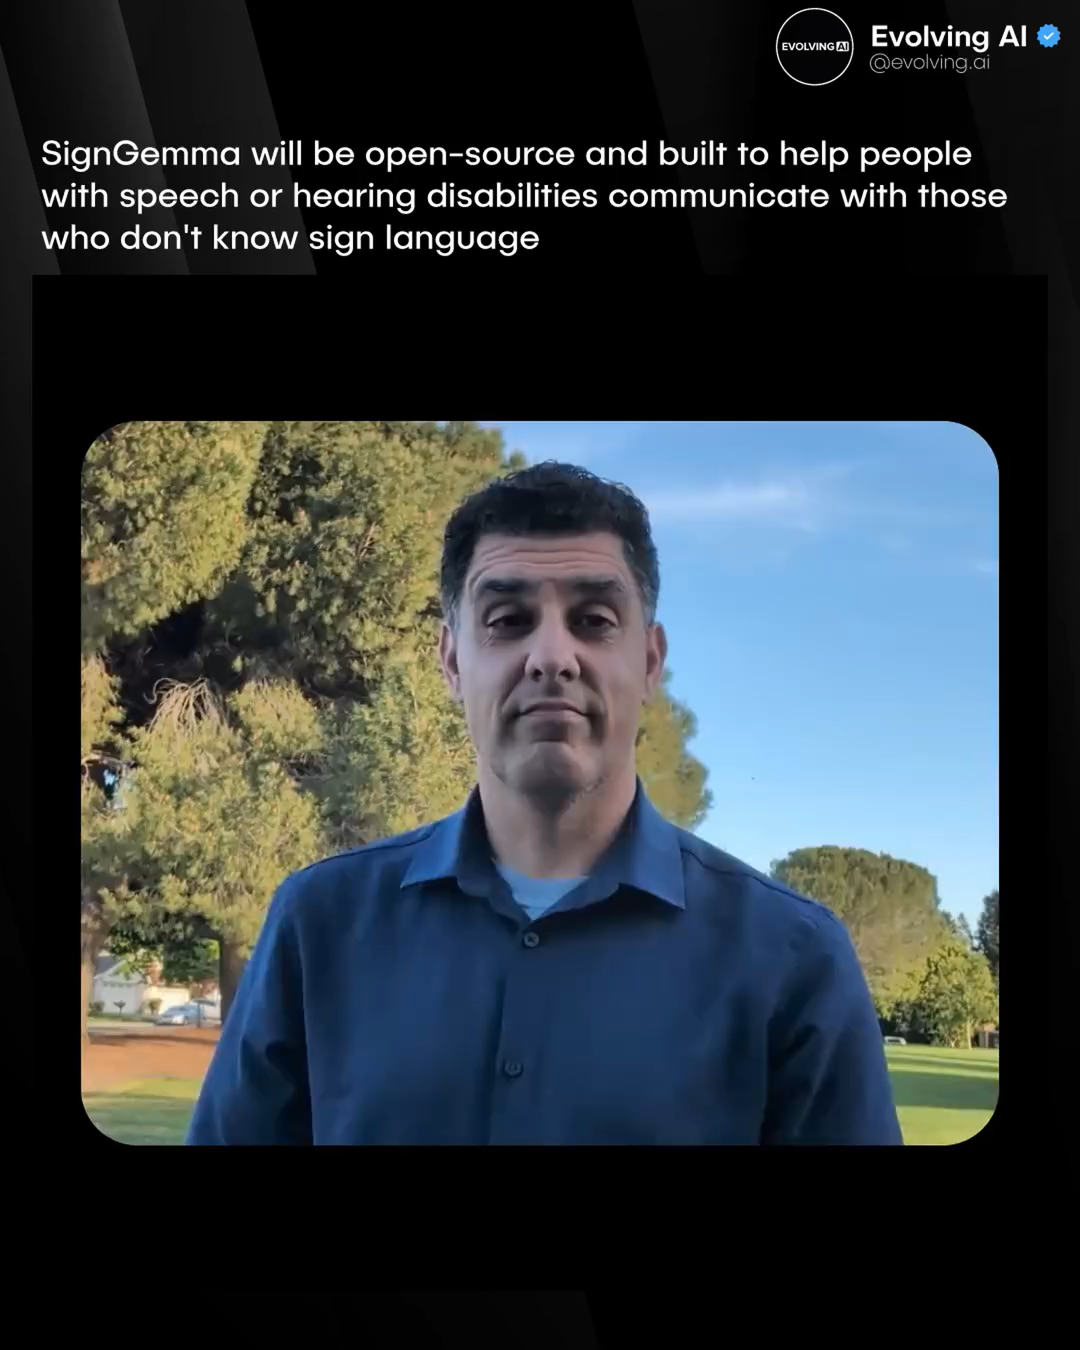 EVOLVING AI
Evolving AI
@evolving.ai
SignGemma will be open-source and built to help people
with speech or hearing disabilities communicate with those
who don't know sign language